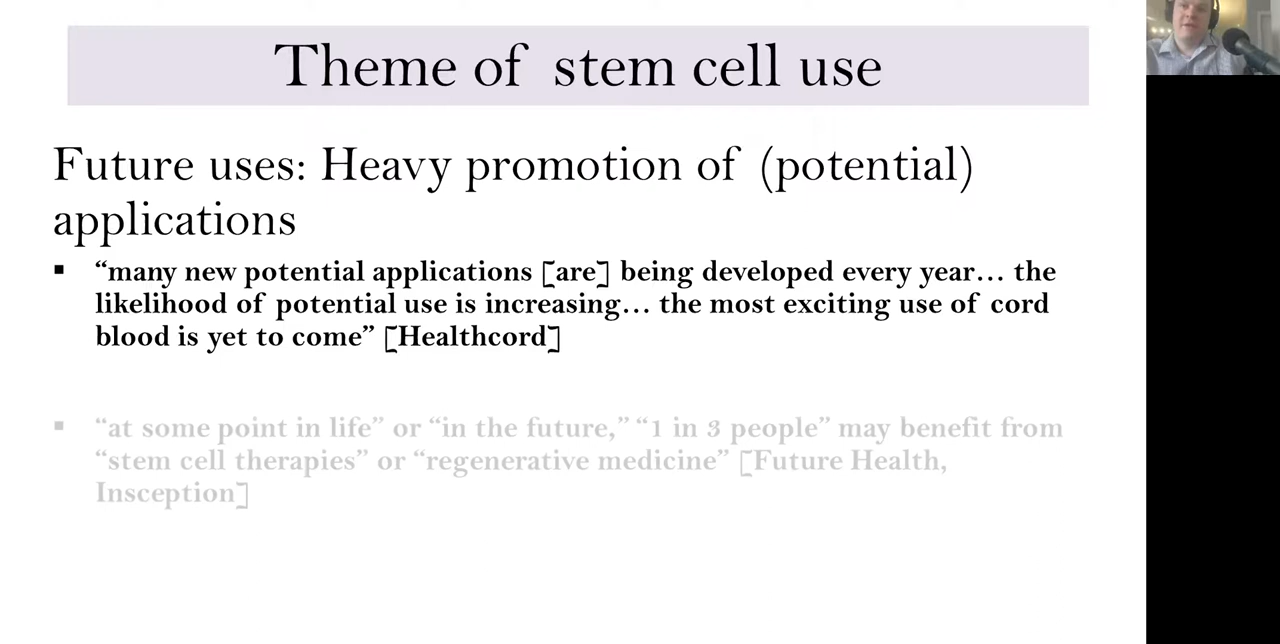 Theme of stem cell use
Future uses: Heavy promotion of (potential)
applications
▪ “many new potential applications [are] being developed every year… the
likelihood of potential use is increasing… the most exciting use of cord
blood is yet to come” [Healthcord]
▪ “at some point in life” or “in the future,” “1 in 3 people” may benefit from
“stem cell therapies” or “regenerative medicine” [Future Health,
Insception]